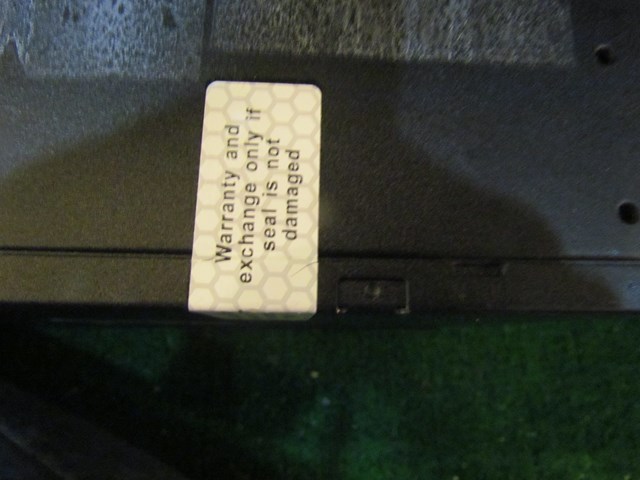 Warranty and
exchange only if
seal is not
damaged